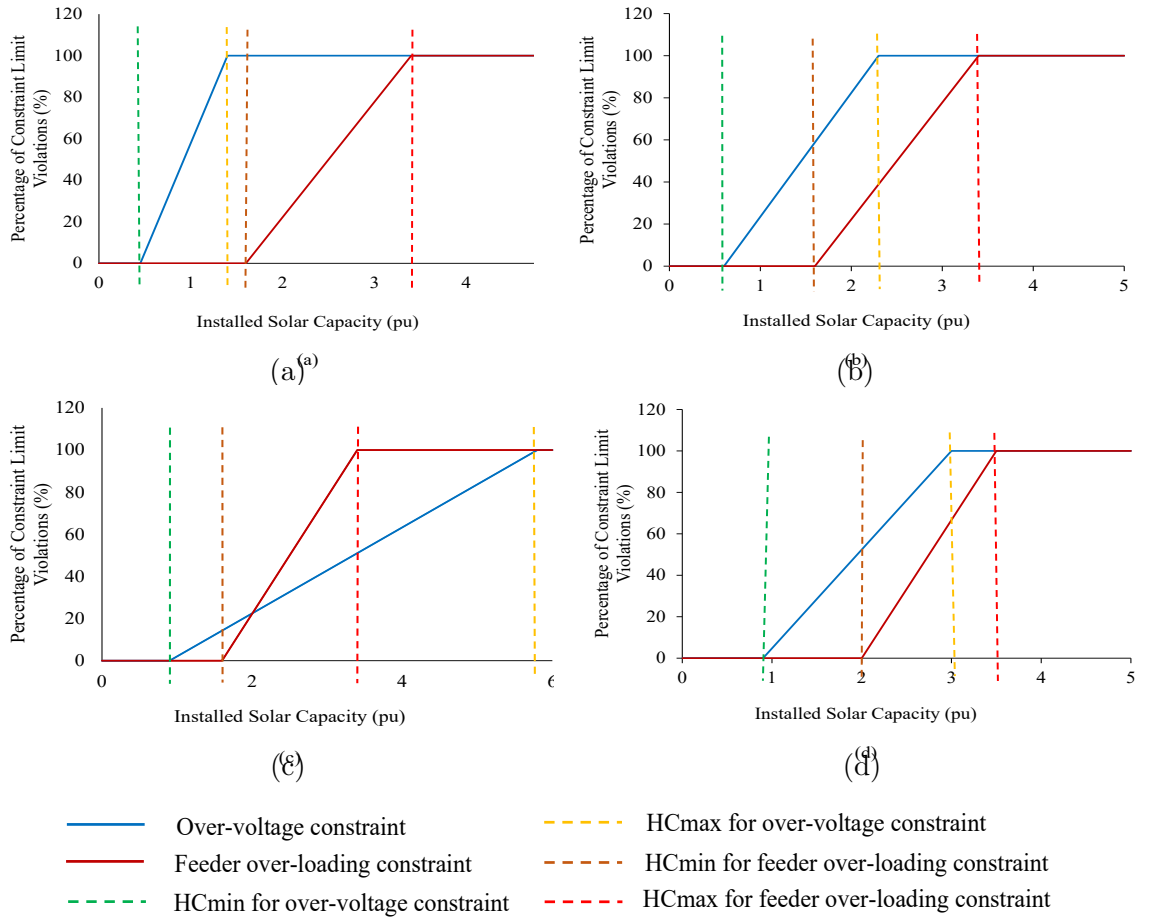 120
100
80
60
40
20
0
0 1 2 3 4
Percentage of Constraint Limit
Violations (%)
Installed Solar Capacity (pu)
(a)
(a)
120
100
80
60
40
20
0
0 1 2 3 4 5
Percentage of Constraint Limit
Violations (%)
Installed Solar Capacity (pu)
(b)
(b)
120
100
80
60
40
20
0
0 2 4 6
Percentage of Constraint Limit
Violations (%)
Installed Solar Capacity (pu)
(c)
(c)
120
100
80
60
40
20
0
0 1 2 3 4 5
Percentage of Constraint Limit
Violations (%)
Installed Solar Capacity (pu)
(d)
(d)
Over-voltage constraint
Feeder over-loading constraint
HCmin for over-voltage constraint
HCmax for over-voltage constraint
HCmin for feeder over-loading constraint
HCmax for feeder over-loading constraint